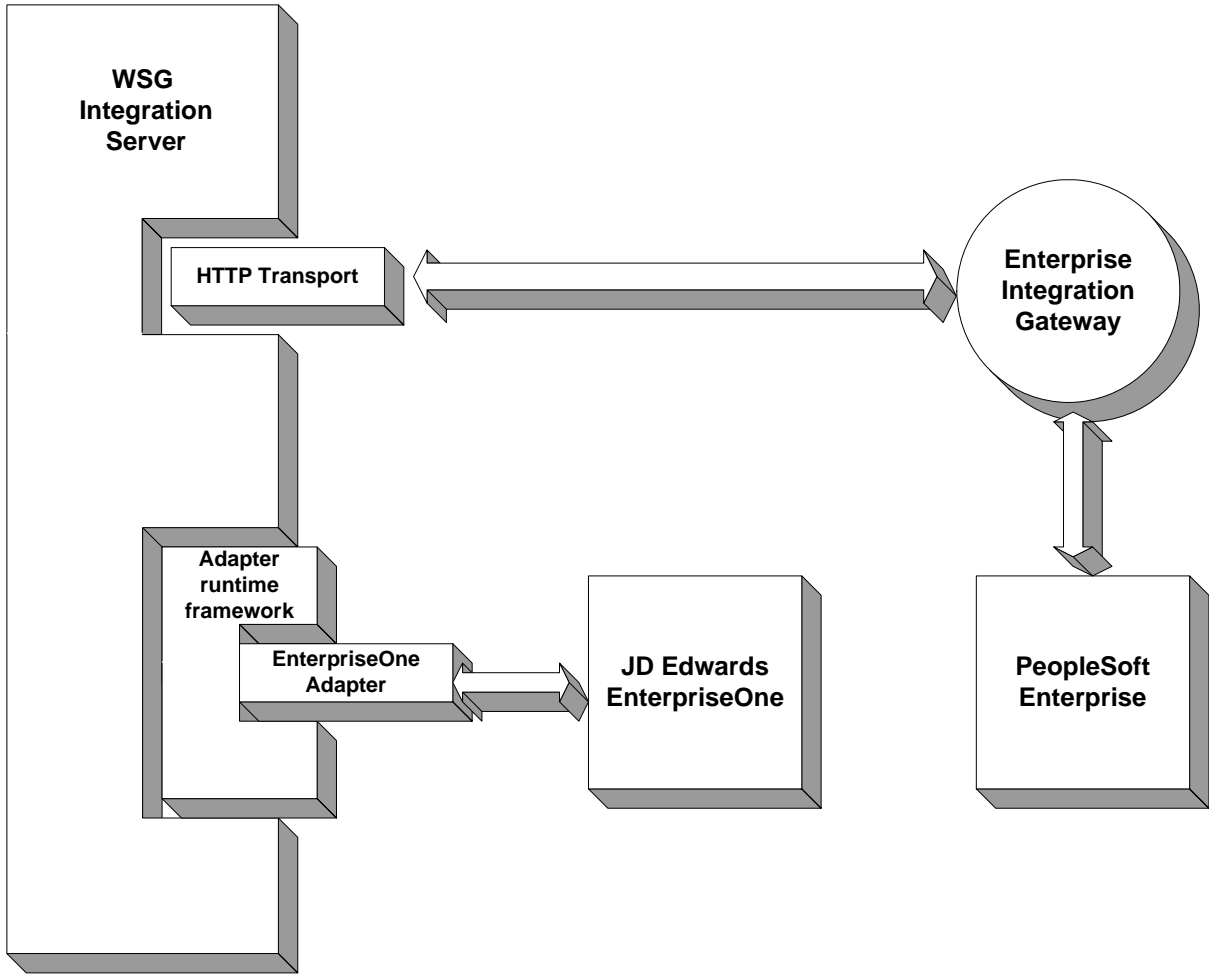 WSG
Integration
Server
HTTP Transport
Enterprise
Integration
Gateway
Adapter
runtime
framework
EnterpriseOne
Adapter
JD Edwards
EnterpriseOne
PeopleSoft
Enterprise